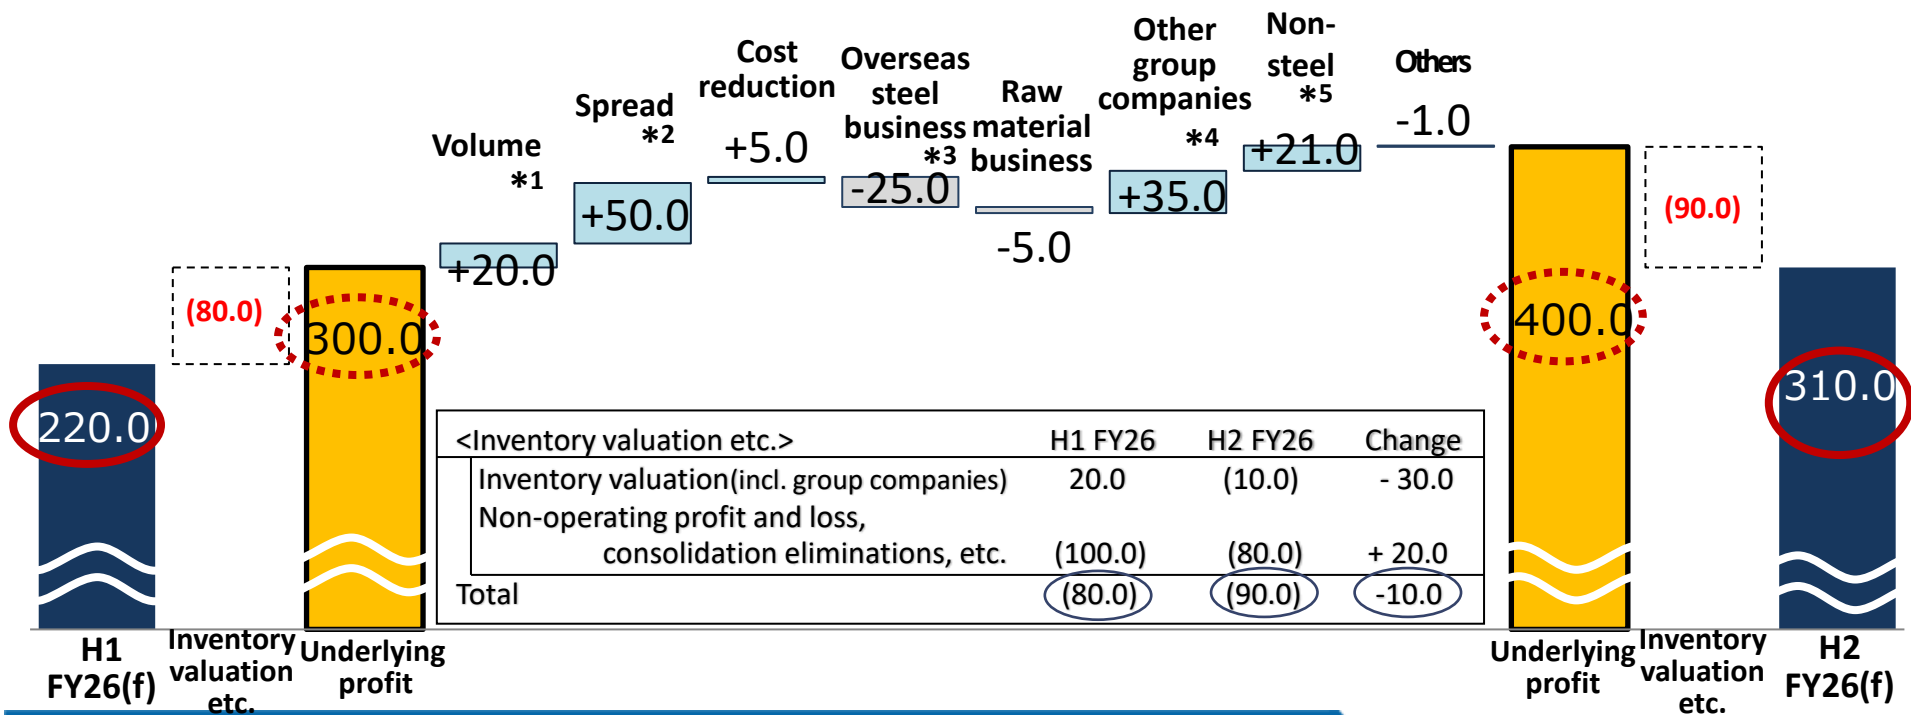 Volume
*1
+20.0
Spread
*2
+50.0
Cost
reduction
+5.0
Overseas
steel
business
*3
-25.0
Raw
material
business
-5.0
Other
group
companies
*4
+35.0
Non-
steel
*5
+21.0
Others
-1.0
(80.0)
(90.0)
220.0
300.0
400.0
310.0
<Inventory valuation etc.> H1 FY26 H2 FY26 Change
Inventory valuation(incl. group companies) 20.0 (10.0) - 30.0
Non-operating profit and loss,
consolidation eliminations, etc. (100.0) (80.0) + 20.0
Total (80.0) (90.0) -10.0
H1
FY26(f)
Inventory
valuation
etc.
Underlying
profit
Underlying
profit
Inventory
valuation
etc.
H2
FY26(f)